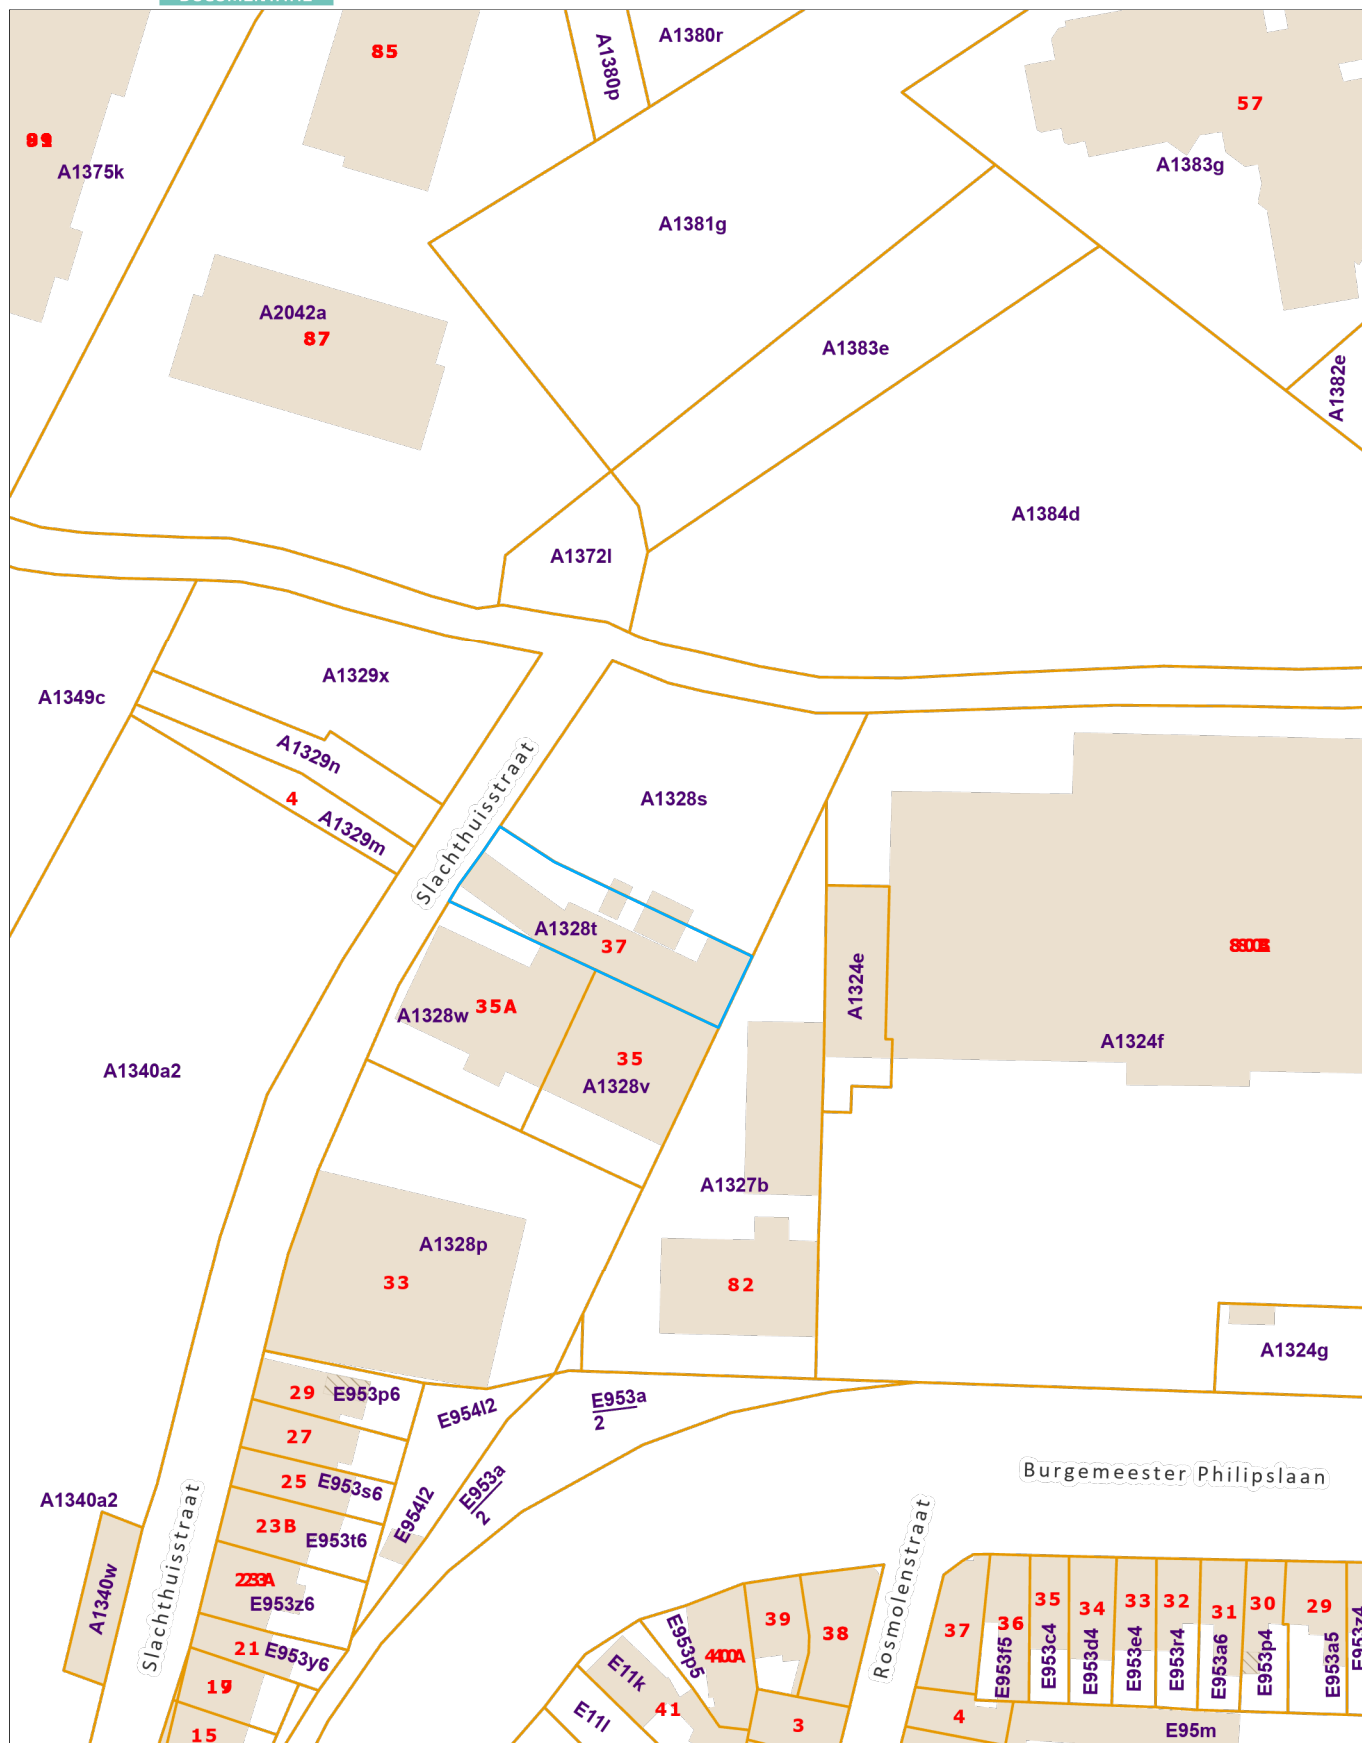 A1380r
85
A1380p
57
A1375k
A1383g
A1381g
A2042a
87
A1383e
A1382e
A1384d
A1372l
A1329x
A1349c
A1329n
4
A1329m
Slachthuisstraat
A1328s
A1328t
37
A1324e
35A
A1328w
35
A1328v
A1324f
A1340a2
A1327b
A1328p
33
82
A1324g
29
E953p6
E954l2
E953a
2
27
25
E953s6
E954l2
E953a
2
Burgemeester Philipslaan
A1340a2
23B
E953t6
A1340w
Slachthuisstraat
E953z6
21
E953y6
15
E953p5
39
38
40A
E11k
41
E11l
3
Rosmolenstraat
37
36
E953f5
35
E953c4
34
E953d4
33
E953e4
32
E953r4
31
E953a6
30
E953p4
29
E953a5
E953z4
4
E95m